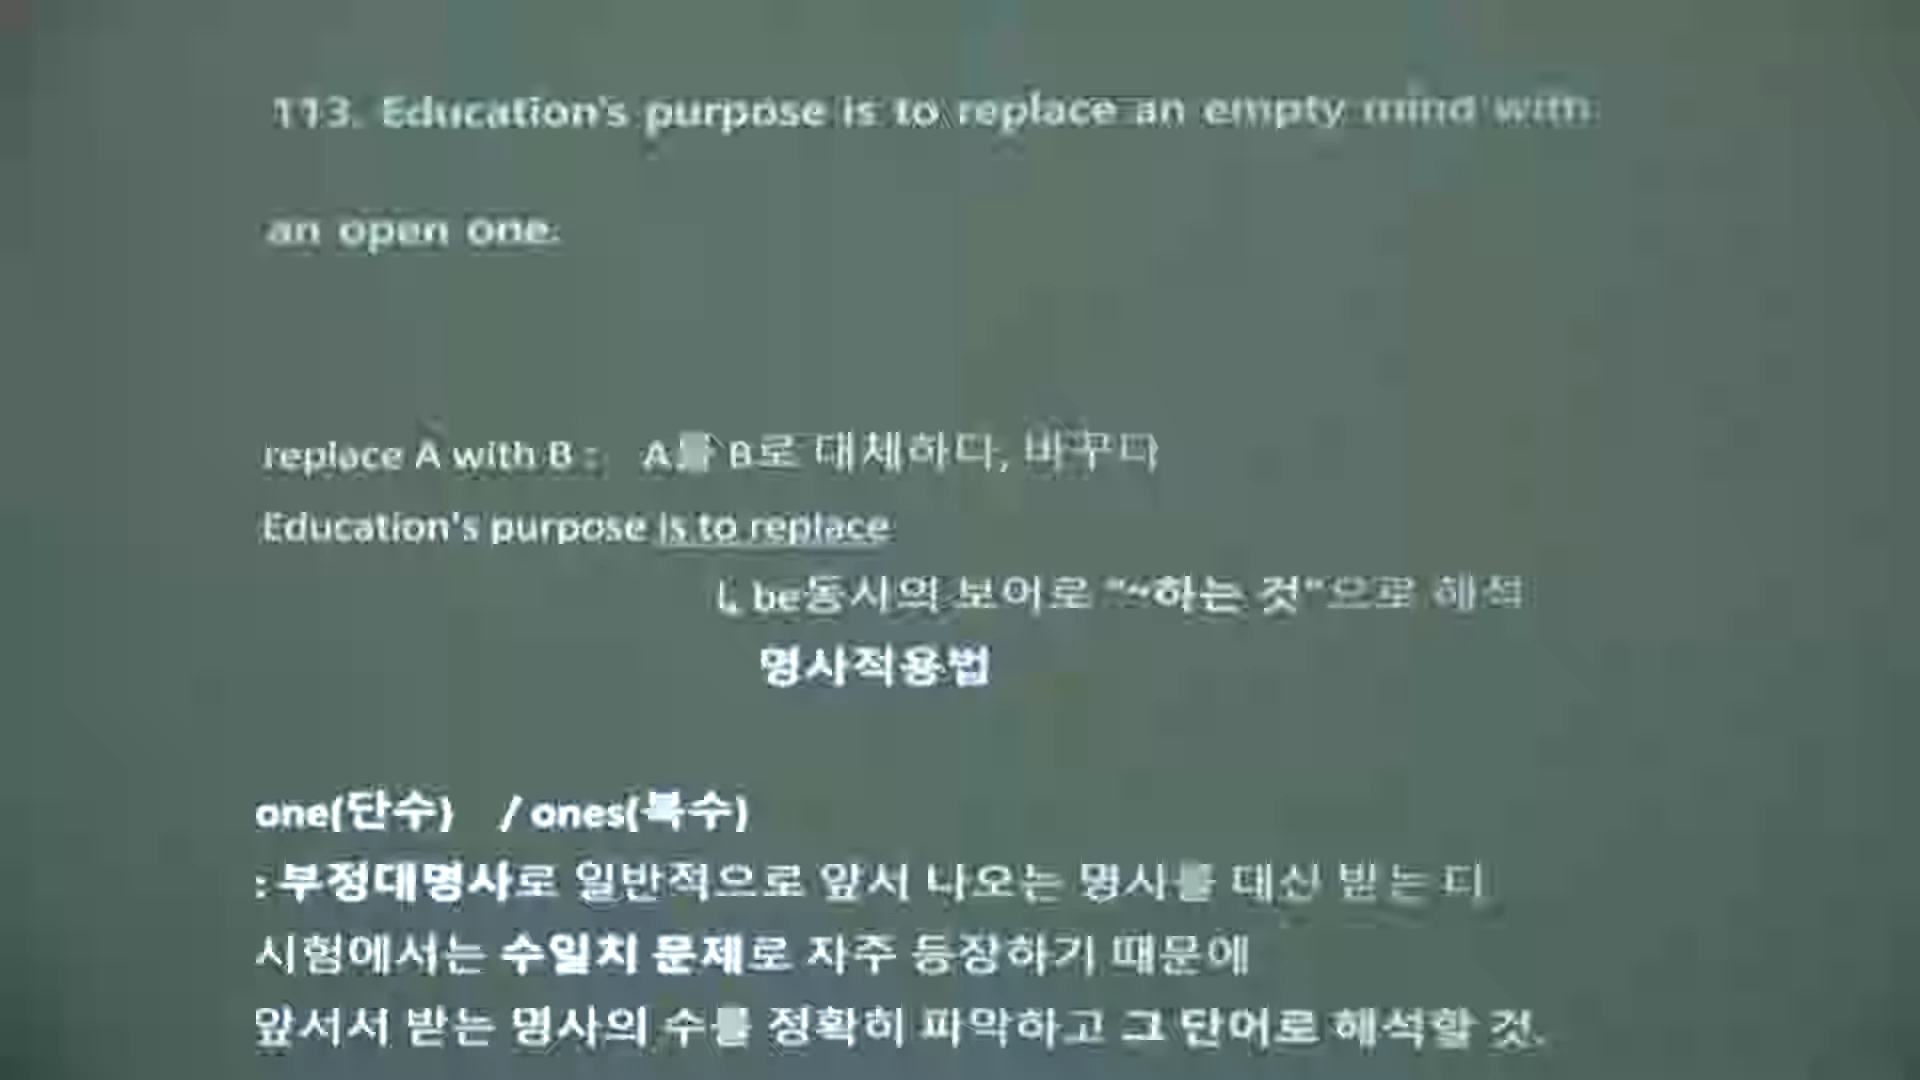 113. Education's purpose is to replace an empty mind with
an open one.
replace A with B : A를 B로 대체하다, 바꾸다
Education's purpose is to replace
↳ be동사의 보어로 "~하는 것"으로 해석
명사적용법
one(단수) / ones(복수)
: 부정대명사로 일반적으로 앞서 나오는 명사를 대신 받는다
시험에서는 수일치 문제로 자주 등장하기 때문에
앞서서 받는 명사의 수를 정확히 파악하고 그 단어로 해석할 것.